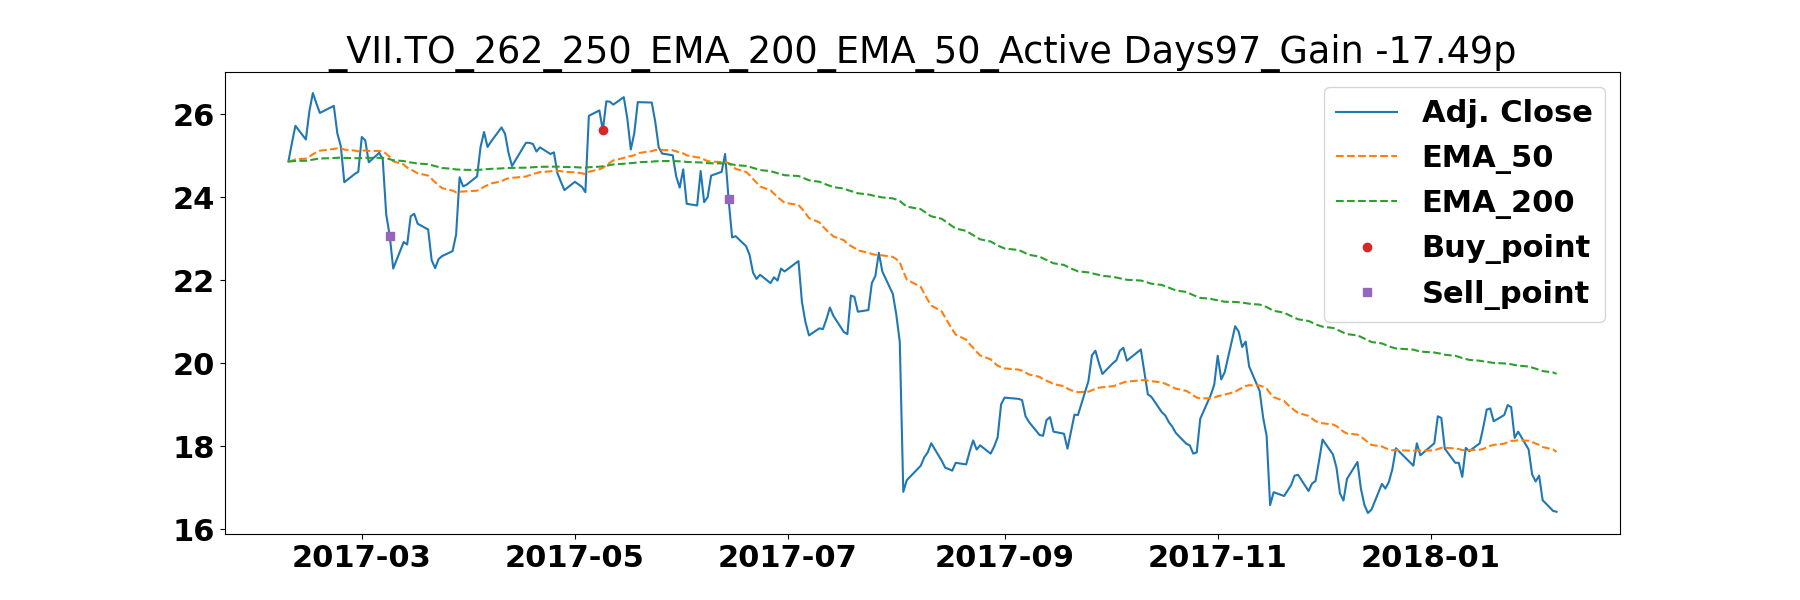 _VII.TO_262_250_EMA_200_EMA_50_Active Days97_Gain -17.49p
26
24
22
20
18
16
2017-03
2017-05
2017-07
2017-09
2017-11
2018-01
Adj. Close
EMA_50
EMA_200
Buy_point
Sell_point